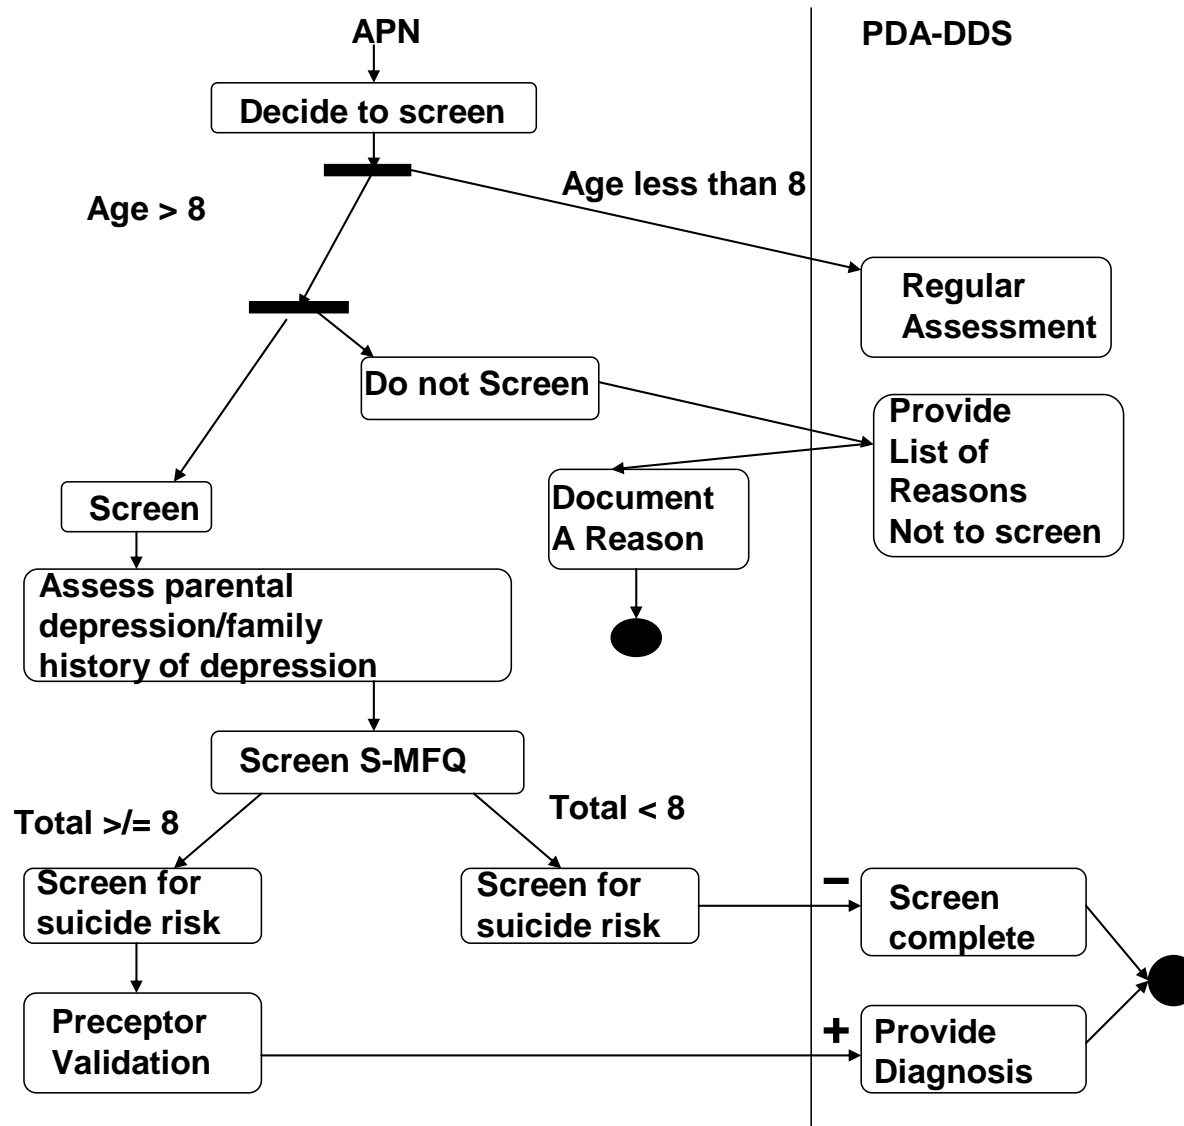 APN
PDA-DDS
Decide to screen
Age less than 8
Age > 8
Regular
Assessment
Do not Screen
Provide
List of
Reasons
Not to screen
Document
A Reason
Screen
Assess parental
depression/family
history of depression
Screen S-MFQ
Total >/= 8
Total < 8
Screen for
suicide risk
Screen for
suicide risk
–
Screen
complete
Preceptor
Validation
+
Provide
Diagnosis